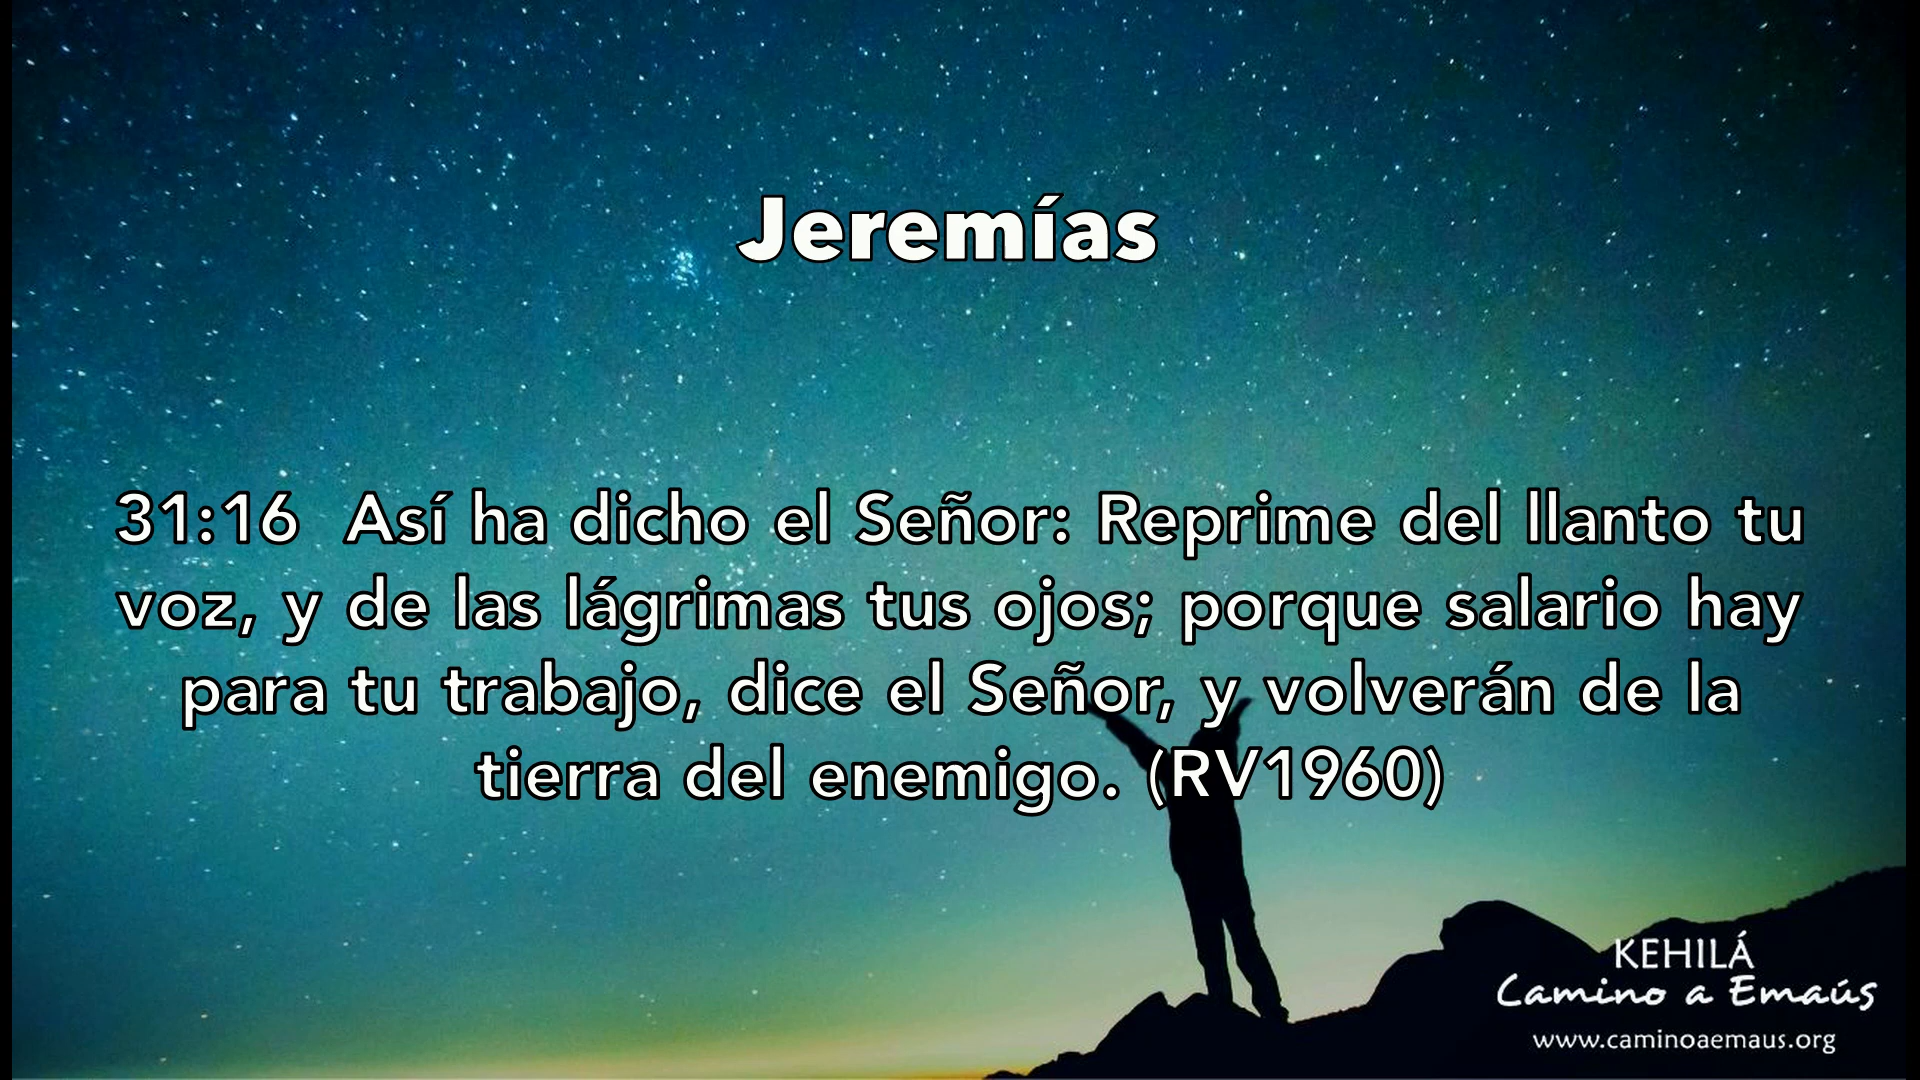 Jeremías
31:16  Así ha dicho el Señor: Reprime del llanto tu
voz, y de las lágrimas tus ojos; porque salario hay
para tu trabajo, dice el Señor, y volverán de la
tierra del enemigo. (RV1960)
KEHILÁ
Camino a Emaús
www.caminoaemaus.org